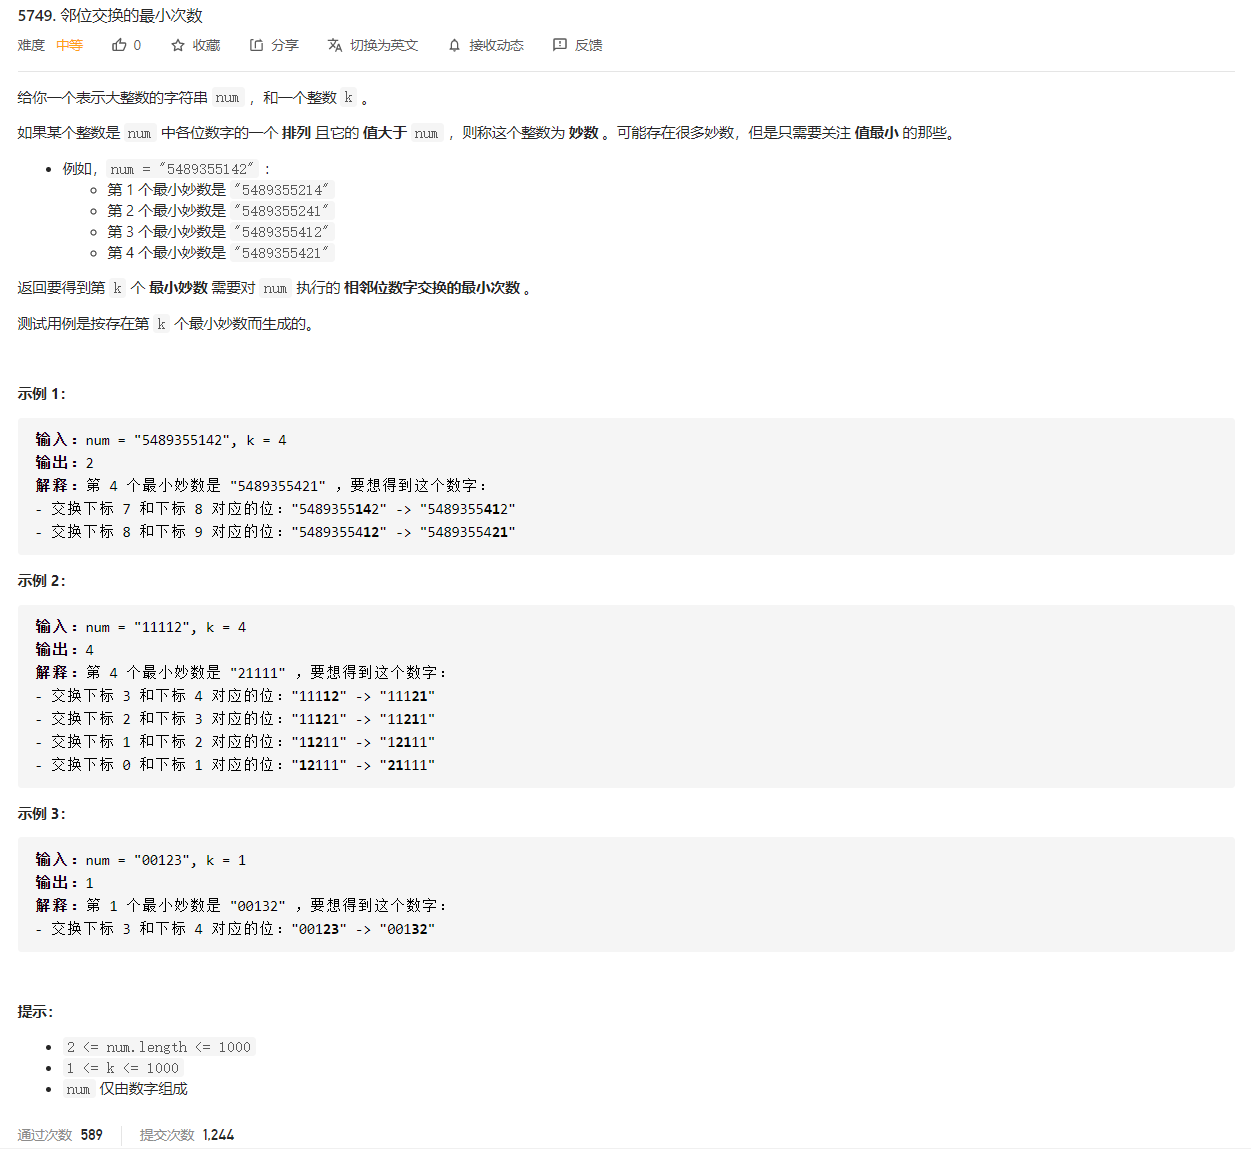 5749. 邻位交换的最小次数
难度 中等 0 收藏 分享 切换为英文 接收动态 反馈
给你一个表示大整数的字符串 num ，和一个整数 k 。
如果某个整数是 num 中各位数字的一个 排列 且它的 值大于 num ，则称这个整数为 妙数 。可能存在很多妙数，但是只需要关注 值最小 的那些。
• 例如，num = "5489355142" ：
○ 第 1 个最小妙数是 "5489355214"
○ 第 2 个最小妙数是 "5489355241"
○ 第 3 个最小妙数是 "5489355412"
○ 第 4 个最小妙数是 "5489355421"
返回要得到第 k 个 最小妙数 需要对 num 执行的 相邻位数字交换的最小次数 。
测试用例是按存在第 k 个最小妙数而生成的。
示例 1：
输入：num = "5489355142", k = 4
输出：2
解释：第 4 个最小妙数是 "5489355421" ，要想得到这个数字：
- 交换下标 7 和下标 8 对应的位："5489355142" -> "5489355412"
- 交换下标 8 和下标 9 对应的位："5489355412" -> "5489355421"
示例 2：
输入：num = "11112", k = 4
输出：4
解释：第 4 个最小妙数是 "21111" ，要想得到这个数字：
- 交换下标 3 和下标 4 对应的位："11112" -> "11121"
- 交换下标 2 和下标 3 对应的位："11121" -> "11211"
- 交换下标 1 和下标 2 对应的位："11211" -> "12111"
- 交换下标 0 和下标 1 对应的位："12111" -> "21111"
示例 3：
输入：num = "00123", k = 1
输出：1
解释：第 1 个最小妙数是 "00132" ，要想得到这个数字：
- 交换下标 3 和下标 4 对应的位："00123" -> "00132"
提示：
• 2 <= num.length <= 1000
• 1 <= k <= 1000
• num 仅由数字组成
通过次数 589 提交次数 1,244